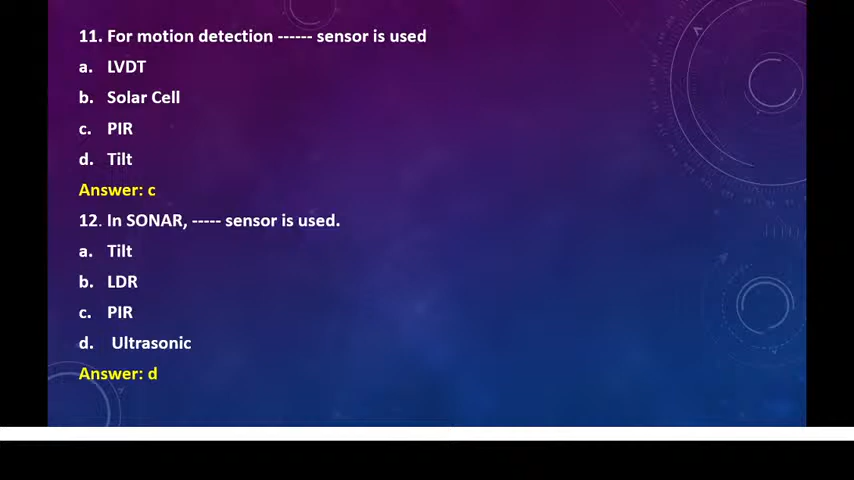 11. For motion detection ------ sensor is used
a. LVDT
b. Solar Cell
c. PIR
d. Tilt
Answer: c
12. In SONAR, ----- sensor is used.
a. Tilt
b. LDR
c. PIR
d. Ultrasonic
Answer: d